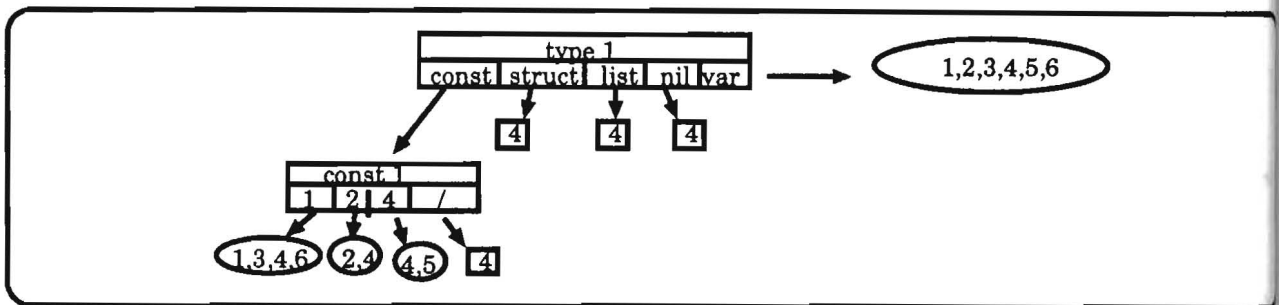 type 1
const struct list nil var
1,2,3,4,5,6
4 4 4
const 1
1 2 4 /
1,3,4,6 2,4 4,5 4